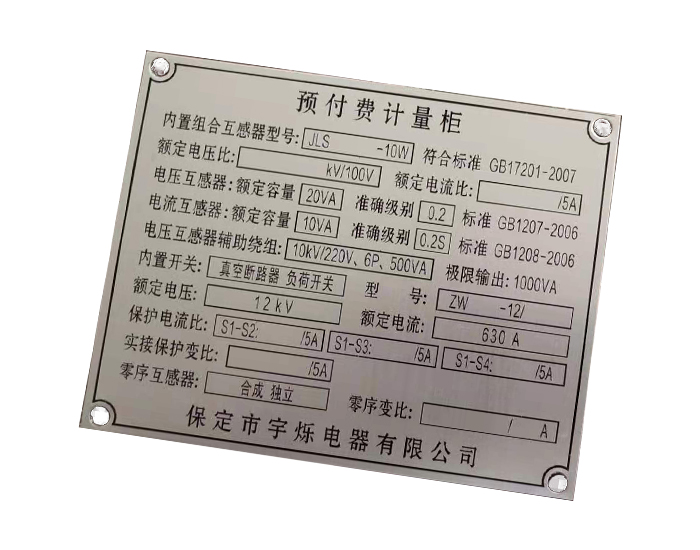 预付费计量柜
内置组合互感器型号: JLS -10W 符合标准 GB17201-2007
额定电压比: kV/100V 额定电流比: /5A
电压互感器: 额定容量 20VA 准确级别 0.2 标准 GB1207-2006
电流互感器: 额定容量 10VA 准确级别 0.2S 标准 GB1208-2006
电压互感器辅助绕组: 10kV/220V、6P、500VA 极限输出: 1000VA
内置开关: 真空断路器 负荷开关 型 号: ZW -12/
额定电压: 12kV 额定电流: 630 A
保护电流比: S1-S2: /5A S1-S3: /5A S1-S4: /5A
实接保护变比: /5A
零序互感器: 合成 独立 零序变比: / A
保定市宇烁电器有限公司